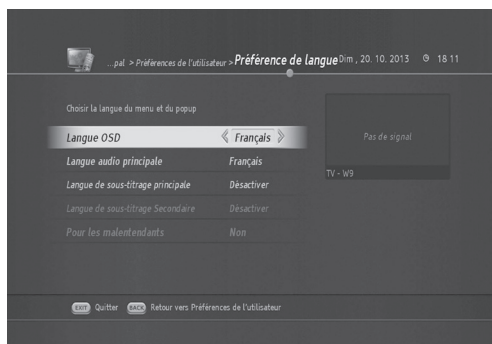 ...pal > Préférences de l'utilisateur > Préférence de langue Dim , 20. 10. 2013 18 11
Choisir la langue du menu et du popup
Langue OSD Français
Langue audio principale Français
Langue de sous-titrage principale Dèsactiver
Langue de sous-titrage Secondaire Dèsactiver
Pour les malentendants Non
Pas de signal
TV - W9
EXIT Quitter BACK Retour vers Préférences de l'utilisateur